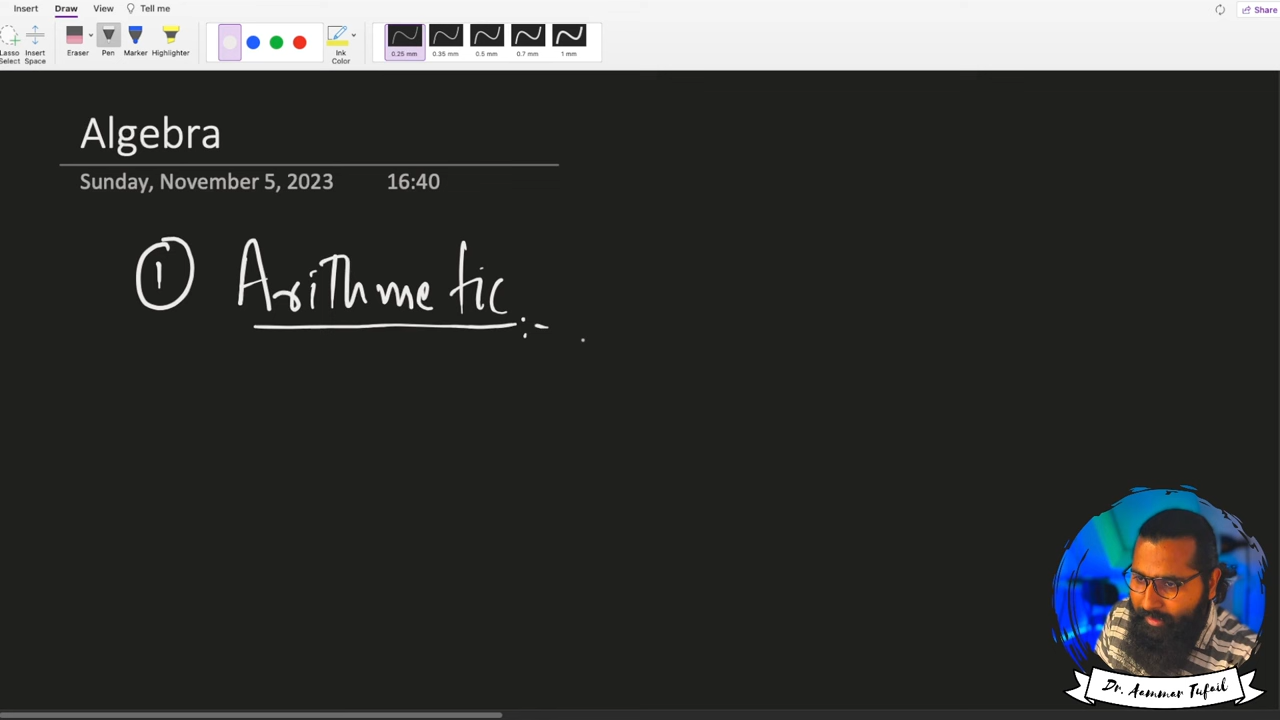 Insert Draw View Tell me
Share
Lasso Select
Insert Space
Eraser
Pen
Marker
Highlighter
Ink Color
0.25 mm
0.35 mm
0.5 mm
0.7 mm
1 mm
Algebra
Sunday, November 5, 2023 16:40
① Arithmetic :-
Dr. Aammar Tufail